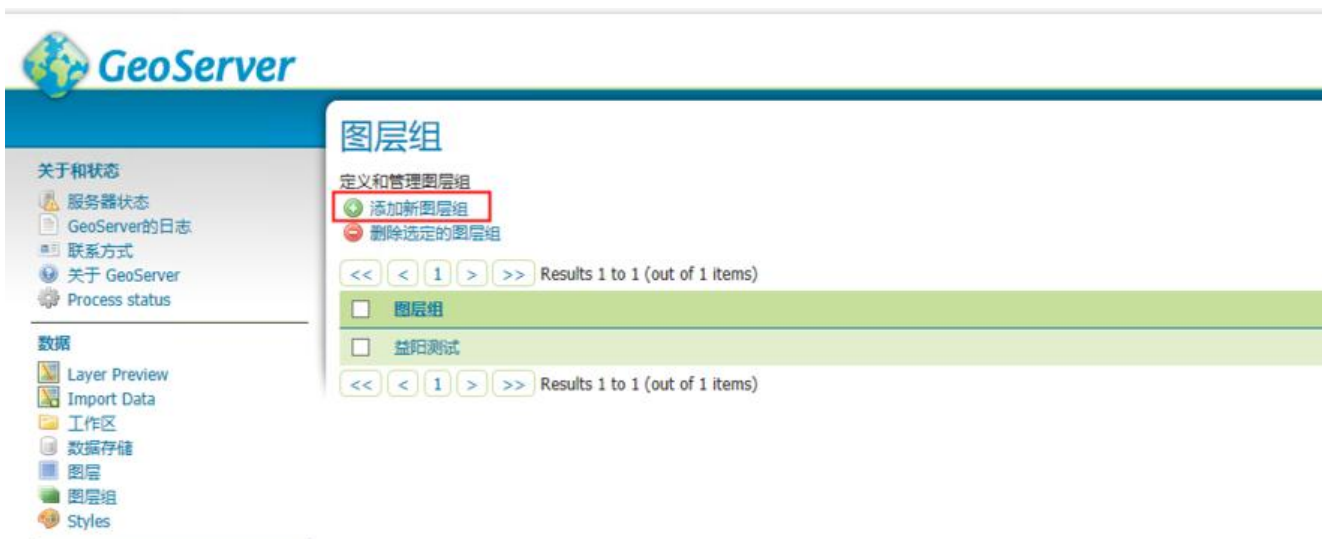 GeoServer
关于和状态
服务器状态
GeoServer的日志
联系方式
关于 GeoServer
Process status
数据
Layer Preview
Import Data
工作区
数据存储
图层
图层组
Styles
图层组
定义和管理图层组
添加新图层组
删除选定的图层组
<< < 1 > >> Results 1 to 1 (out of 1 items)
图层组
益阳测试
<< < 1 > >> Results 1 to 1 (out of 1 items)